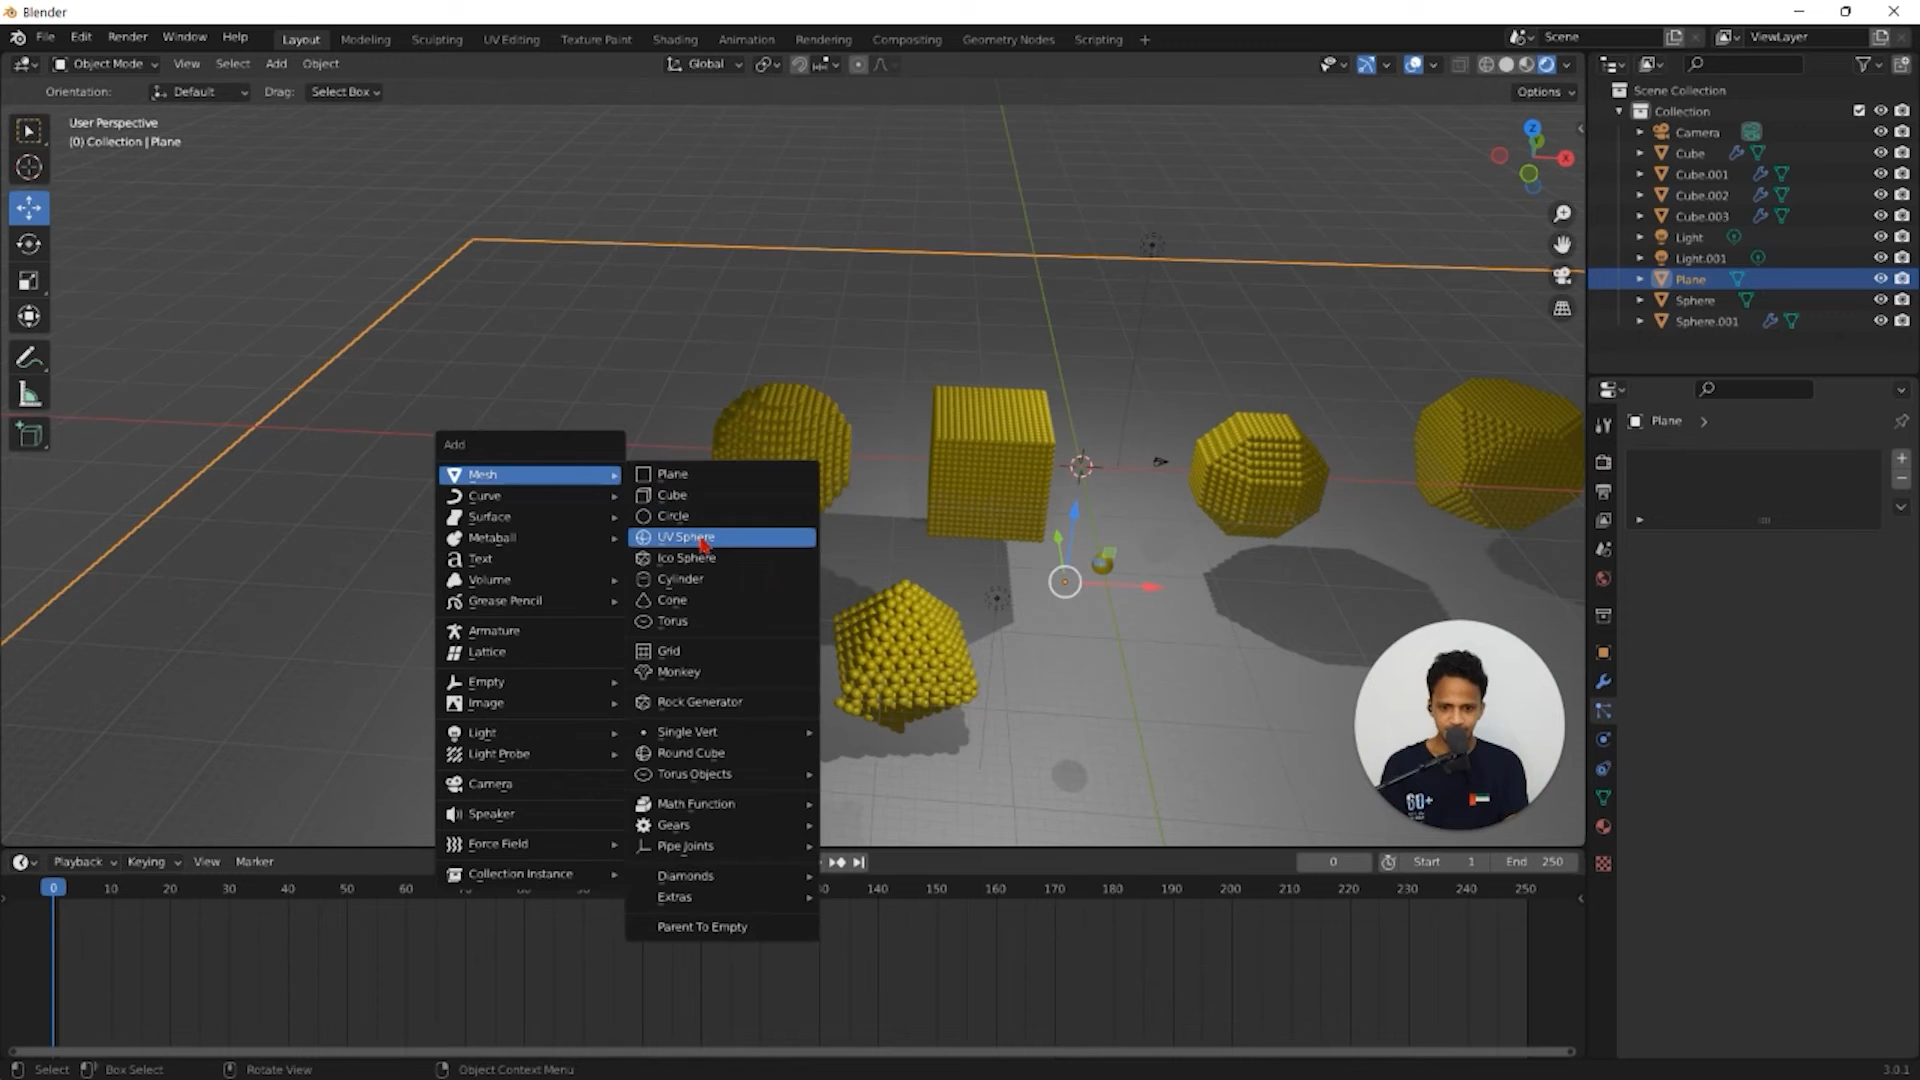 Blender
File Edit Render Window Help Layout Modeling Sculpting UV Editing Texture Paint Shading Animation Rendering Compositing Geometry Nodes Scripting + Scene ViewLayer
Object Mode View Select Add Object Global
Orientation: Default Drag: Select Box Options
User Perspective
(0) Collection | Plane
Z
X
Scene Collection
Collection
Camera
Cube
Cube.001
Cube.002
Cube.003
Light
Light.001
Plane
Sphere
Sphere.001
Plane
Add
Mesh
Curve
Surface
Metaball
Text
Volume
Grease Pencil
Armature
Lattice
Empty
Image
Light
Light Probe
Camera
Speaker
Force Field
Collection Instance
Plane
Cube
Circle
UV Sphere
Ico Sphere
Cylinder
Cone
Torus
Grid
Monkey
Rock Generator
Single Vert
Round Cube
Torus Objects
Math Function
Gears
Pipe Joints
Diamonds
Extras
Parent To Empty
60+
Playback Keying View Marker 0 Start 1 End 250
0 10 20 30 40 50 60 140 150 160 170 180 190 200 210 220 230 240 250
Select Box Select Rotate View Object Context Menu 3.0.1